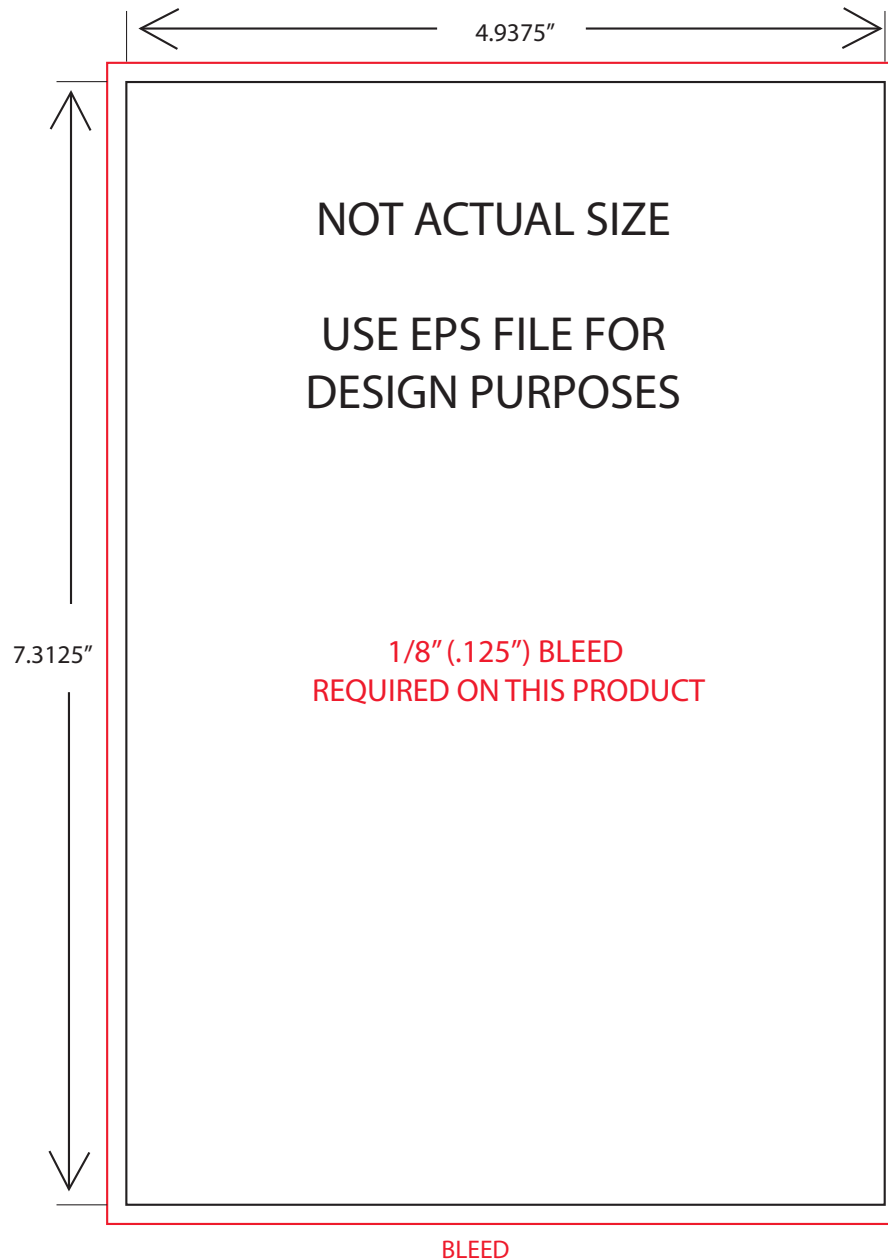 4.9375”
NOT ACTUAL SIZE
USE EPS FILE FOR
DESIGN PURPOSES
7.3125”
1/8” (.125”) BLEED
REQUIRED ON THIS PRODUCT
BLEED